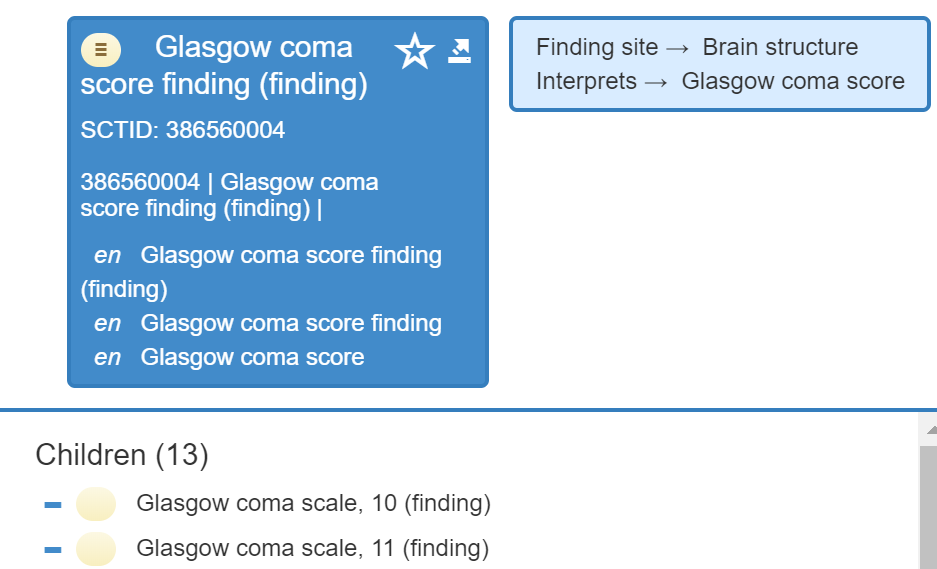 Glasgow coma
score finding (finding)
SCTID: 386560004
386560004 | Glasgow coma
score finding (finding) |
en Glasgow coma score finding
(finding)
en Glasgow coma score finding
en Glasgow coma score
Finding site → Brain structure
Interprets → Glasgow coma score
Children (13)
Glasgow coma scale, 10 (finding)
Glasgow coma scale, 11 (finding)